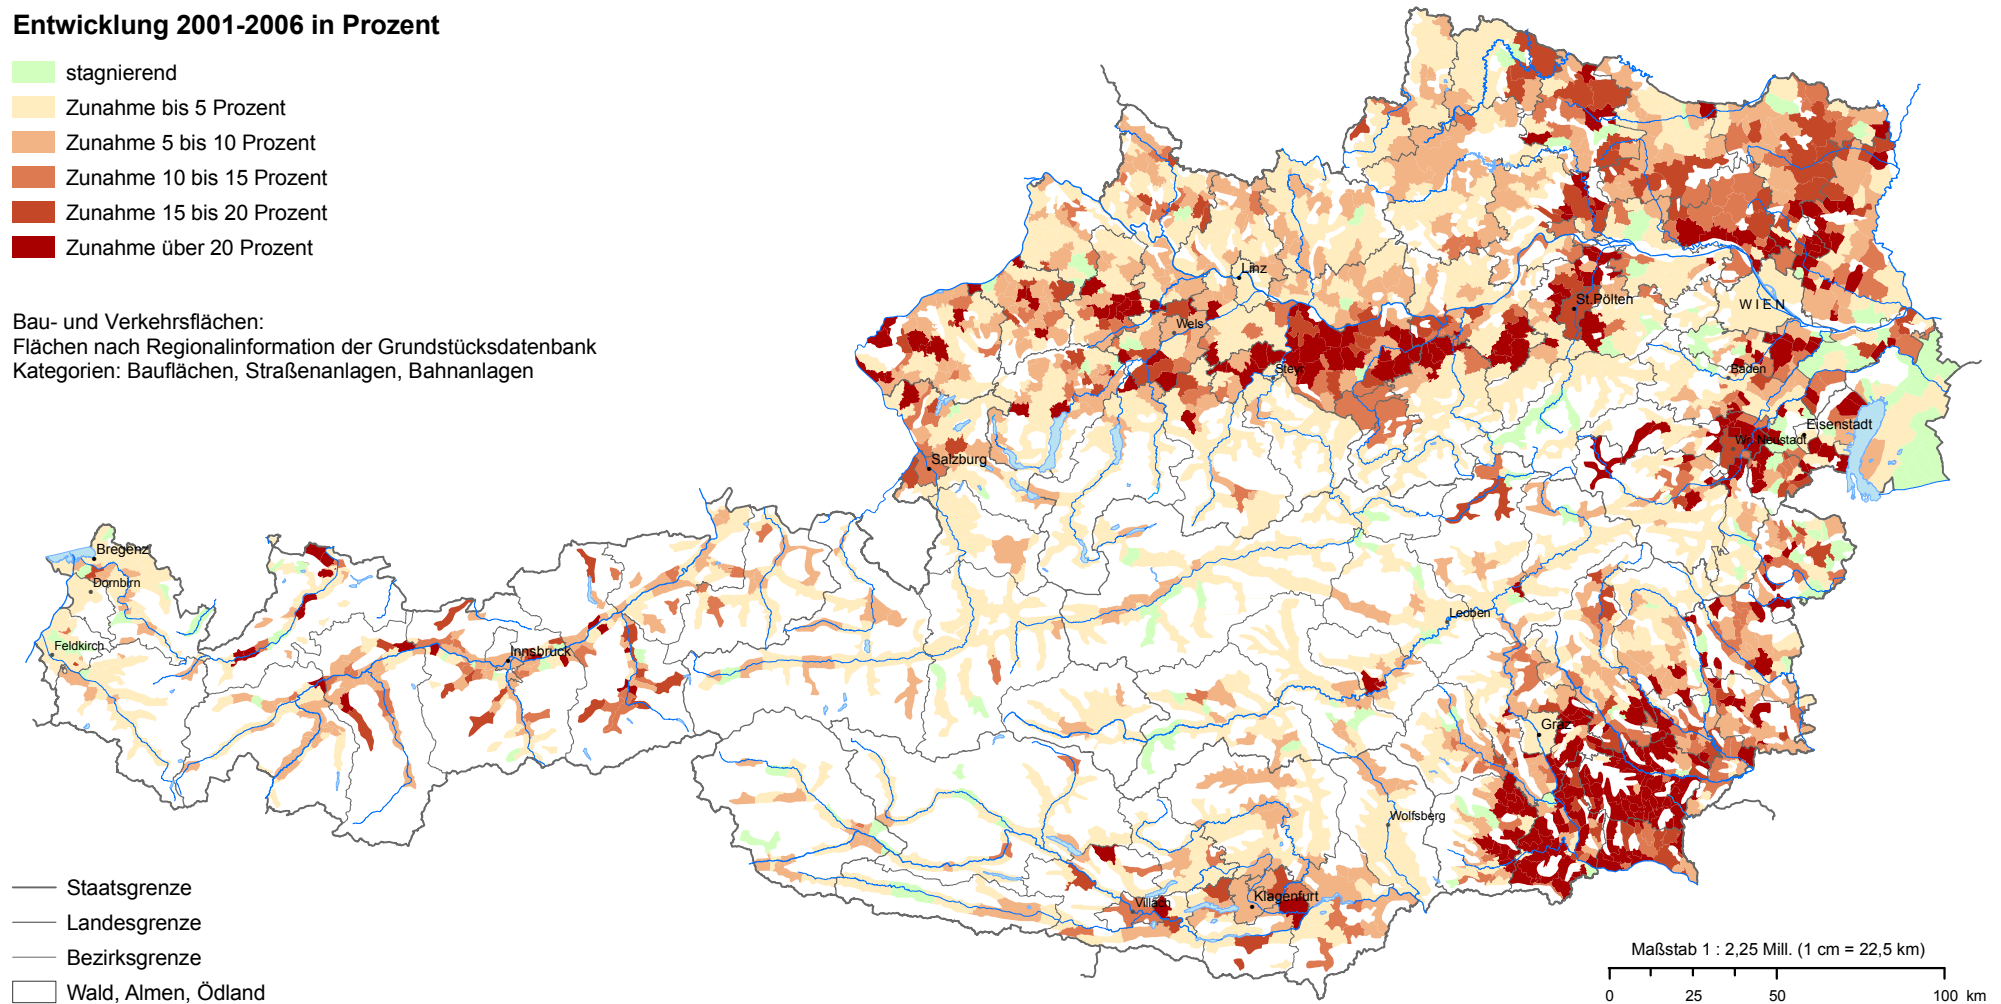 Entwicklung 2001-2006 in Prozent
stagnierend
Zunahme bis 5 Prozent
Zunahme 5 bis 10 Prozent
Zunahme 10 bis 15 Prozent
Zunahme 15 bis 20 Prozent
Zunahme über 20 Prozent
Bau- und Verkehrsflächen:
Flächen nach Regionalinformation der Grundstücksdatenbank
Kategorien: Bauflächen, Straßenanlagen, Bahnanlagen
Linz
St.Pölten
WIEN
Wels
Steyr
Baden
Eisenstadt
Wr. Neustadt
Salzburg
Bregenz
Dornbirn
Feldkirch
Innsbruck
Leoben
Graz
Wolfsberg
Villach
Klagenfurt
Staatsgrenze
Landesgrenze
Bezirksgrenze
Wald, Almen, Ödland
Maßstab 1 : 2,25 Mill. (1 cm = 22,5 km)
0 25 50 100 km